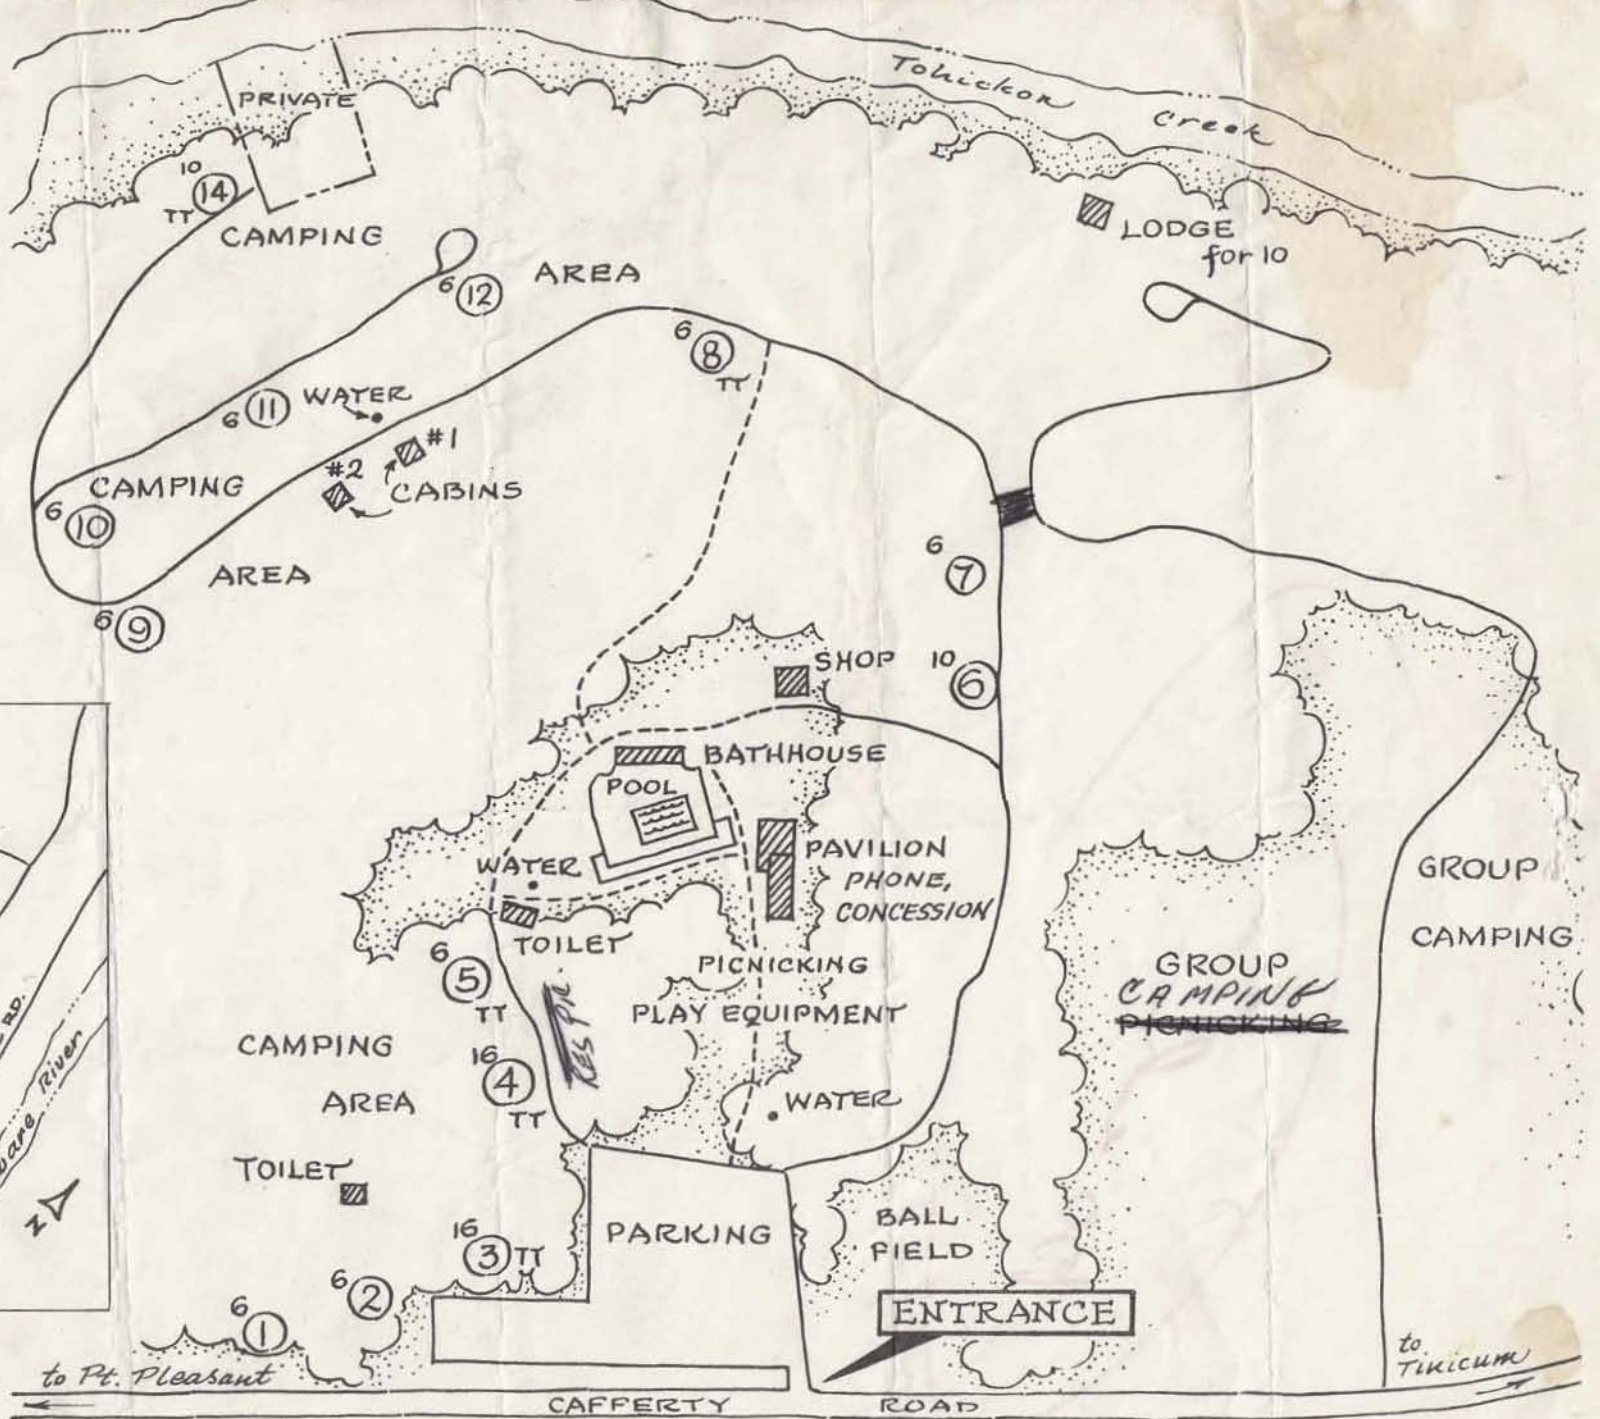 Tohickon Creek
PRIVATE
10
14
TT
CAMPING
AREA
LODGE
for 10
6 12
6 8
TT
6 11
WATER
#1
#2
CABINS
CAMPING
6 10
AREA
6 9
6 7
SHOP
10 6
BATHHOUSE
POOL
WATER
PAVILION
PHONE,
CONCESSION
TOILET
6 5
TT
PICNICKING
PLAY EQUIPMENT
GROUP
CAMPING
PICNICKING
GROUP
CAMPING
CAMPING
AREA
16 4
TT
WATER
RD.
River
N
TOILET
16 3 TT
PARKING
BALL
FIELD
6 2
6 1
ENTRANCE
to Pt. Pleasant
to
Tinicum
CAFFERTY ROAD